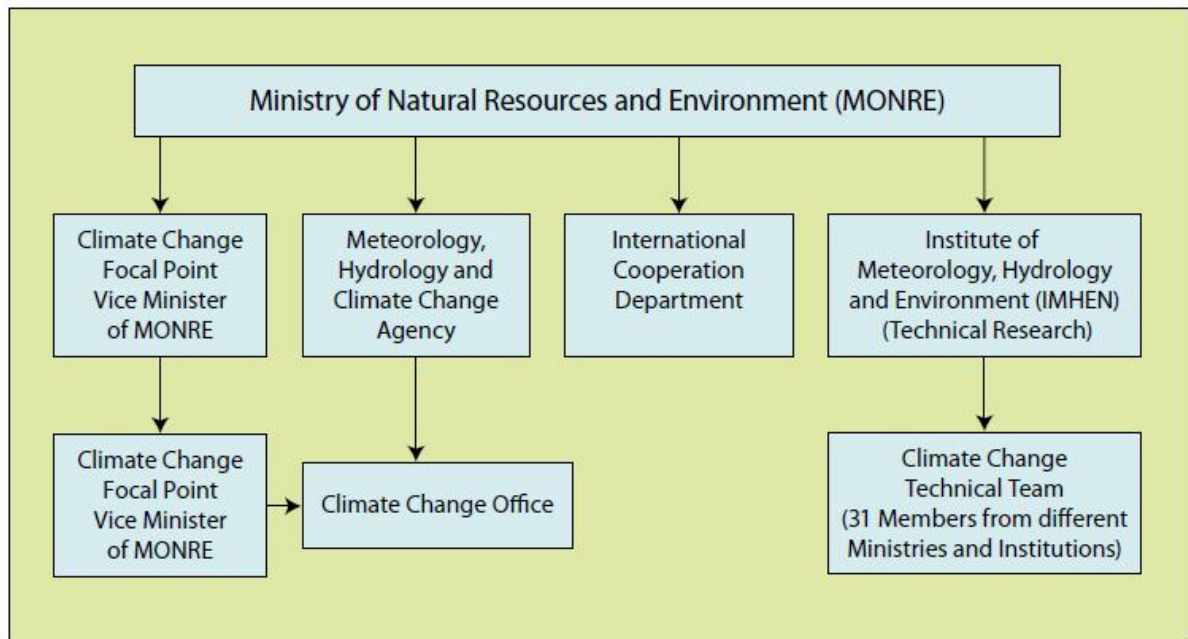 Ministry of Natural Resources and Environment (MONRE)
Climate Change
Focal Point
Vice Minister
of MONRE
Meteorology,
Hydrology and
Climate Change
Agency
International
Cooperation
Department
Institute of
Meteorology, Hydrology
and Environment (IMHEN)
(Technical Research)
Climate Change
Focal Point
Vice Minister
of MONRE
Climate Change Office
Climate Change
Technical Team
(31 Members from different
Ministries and Institutions)